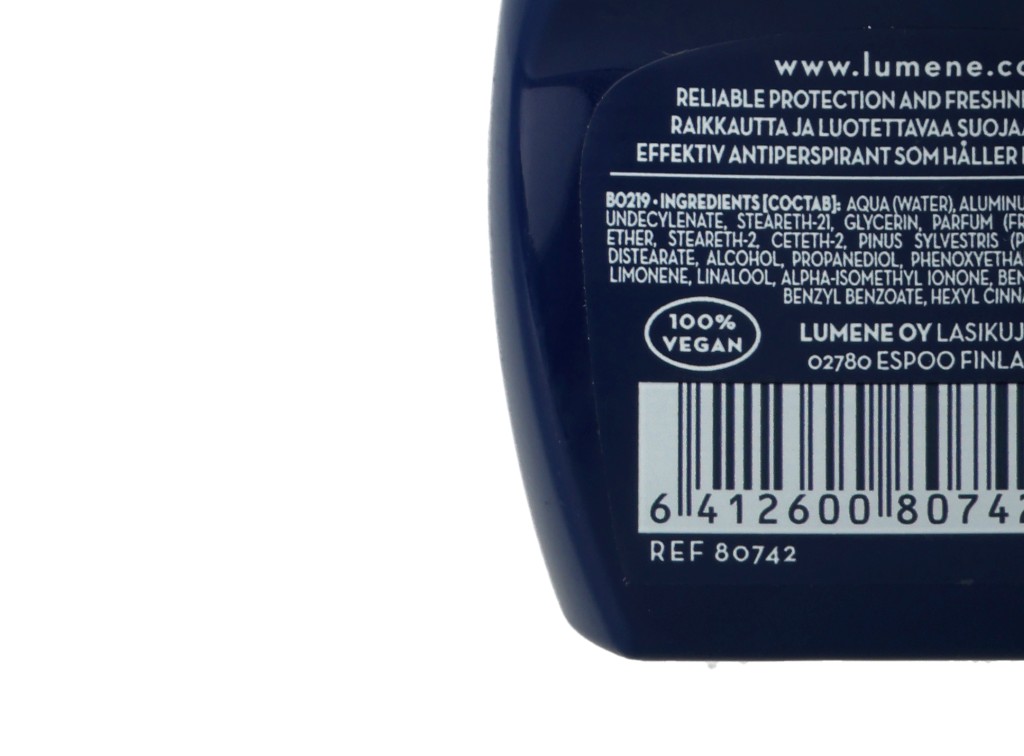 www.lumene.co
RELIABLE PROTECTION AND FRESHN
RAIKKAUTTA JA LUOTETTAVAA SUOJA
EFFEKTIV ANTIPERSPIRANT SOM HÅLLER
B0219 · INGREDIENTS [COCTAB]: AQUA (WATER), ALUMINU
UNDECYLENATE, STEARETH-21, GLYCERIN, PARFUM (FR
ETHER, STEARETH-2, CETETH-2, PINUS SYLVESTRIS (P
DISTEARATE, ALCOHOL, PROPANEDIOL, PHENOXYETHA
LIMONENE, LINALOOL, ALPHA-ISOMETHYL IONONE, BEN
BENZYL BENZOATE, HEXYL CINNA
100%
VEGAN
LUMENE OY LASIKUJ
02780 ESPOO FINLA
6 412600 80742
REF 80742